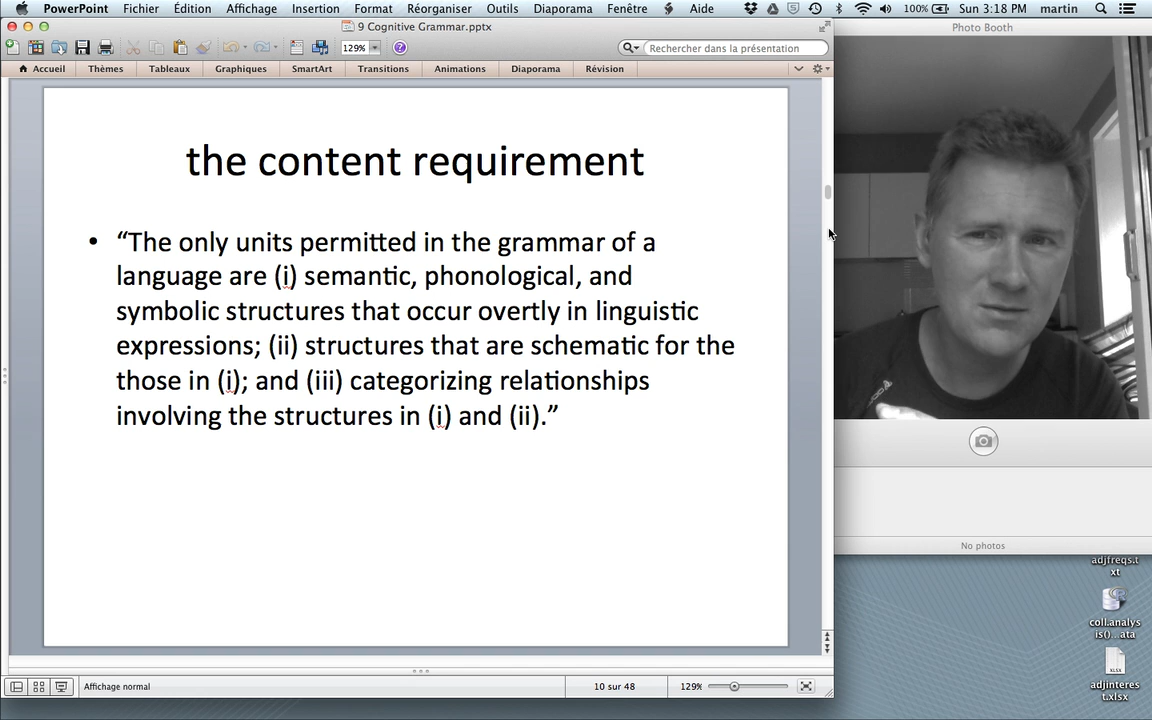 PowerPoint Fichier Édition Affichage Insertion Format Réorganiser Outils Diaporama Fenêtre Aide 100% Sun 3:18 PM martin
9 Cognitive Grammar.pptx
Photo Booth
129% Rechercher dans la présentation
Accueil Thèmes Tableaux Graphiques SmartArt Transitions Animations Diaporama Révision
the content requirement
• “The only units permitted in the grammar of a
language are (i) semantic, phonological, and
symbolic structures that occur overtly in linguistic
expressions; (ii) structures that are schematic for the
those in (i); and (iii) categorizing relationships
involving the structures in (i) and (ii).”
No photos
adjfreqs.t
xt
coll.analy
sis()...ata
adjinteres
t.xlsx
Affichage normal 10 sur 48 129%